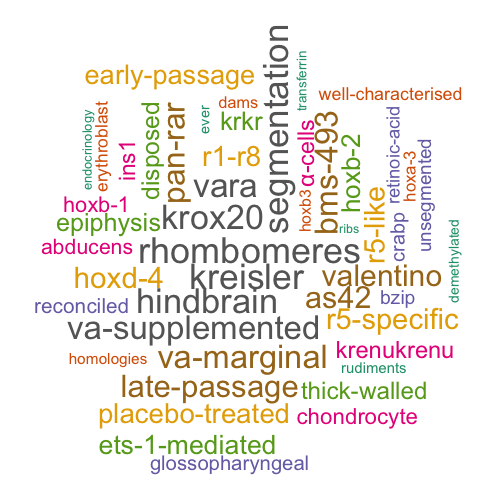 early-passage
segmentation
transferrin
well-characterised
endocrinology
erythroblast
ins1
disposed
pan-rar
ever
dams
krkr
r1-r8
α-cells
hoxb3
bms-493
hoxb-2
ribs
retinoic-acid
hoxa-3
unsegmented
crabp
r5-like
demethylated
vara
hoxb-1
krox20
epiphysis
abducens
rhombomeres
hoxd-4
kreisler
valentino
reconciled
hindbrain
as42
bzip
va-supplemented
r5-specific
homologies
va-marginal
krenukrenu
rudiments
late-passage
thick-walled
placebo-treated
chondrocyte
ets-1-mediated
glossopharyngeal